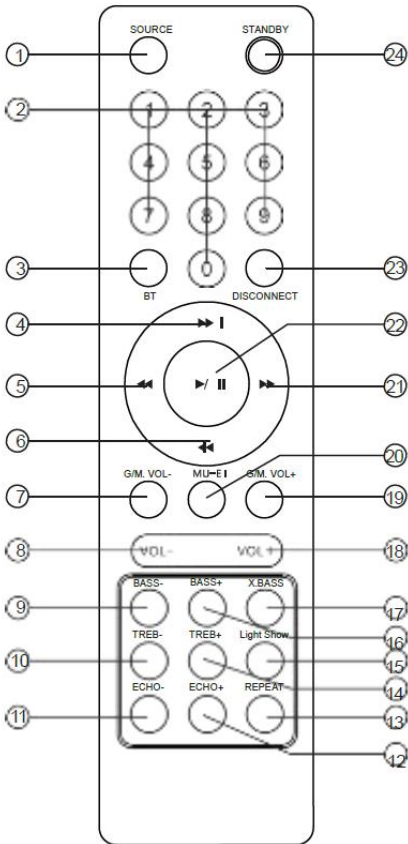 SOURCE STANDBY
1 24
2 1 2 3
4 5 6
7 8 9
3 0 23
BT DISCONNECT
4
22
5 21
6
20
G/M. VOL- G/M. VOL+
7 19
8 VOL- VOL+ 18
BASS- BASS+ X.BASS
9 17
16
TREB- TREB+ Light Show
10 15
14
ECHO- ECHO+ REPEAT
11 13
12